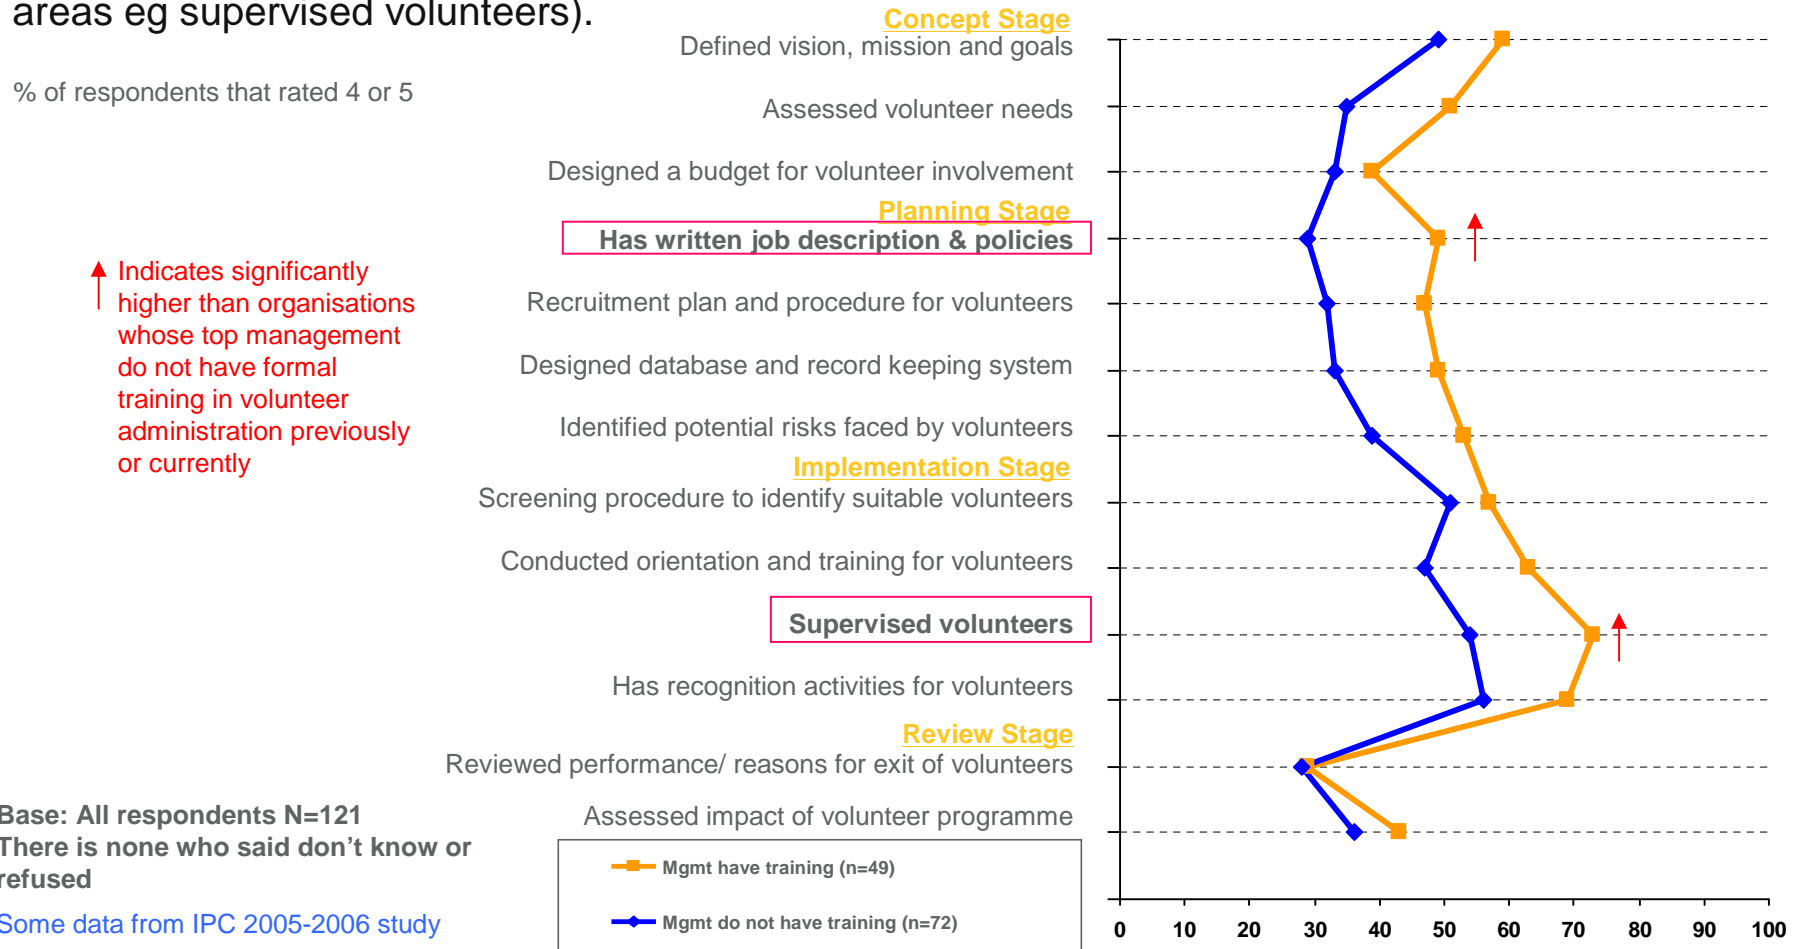 areas eg supervised volunteers).
% of respondents that rated 4 or 5
Concept Stage
Defined vision, mission and goals
Assessed volunteer needs
Designed a budget for volunteer involvement
Planning Stage
Has written job description & policies
Recruitment plan and procedure for volunteers
Designed database and record keeping system
Identified potential risks faced by volunteers
Implementation Stage
Screening procedure to identify suitable volunteers
Conducted orientation and training for volunteers
Supervised volunteers
Has recognition activities for volunteers
Review Stage
Reviewed performance/ reasons for exit of volunteers
Assessed impact of volunteer programme
Indicates significantly
higher than organisations
whose top management
do not have formal
training in volunteer
administration previously
or currently
Base: All respondents N=121
There is none who said don't know or
refused
Some data from IPC 2005-2006 study
Mgmt have training (n=49)
Mgmt do not have training (n=72)
0 10 20 30 40 50 60 70 80 90 100